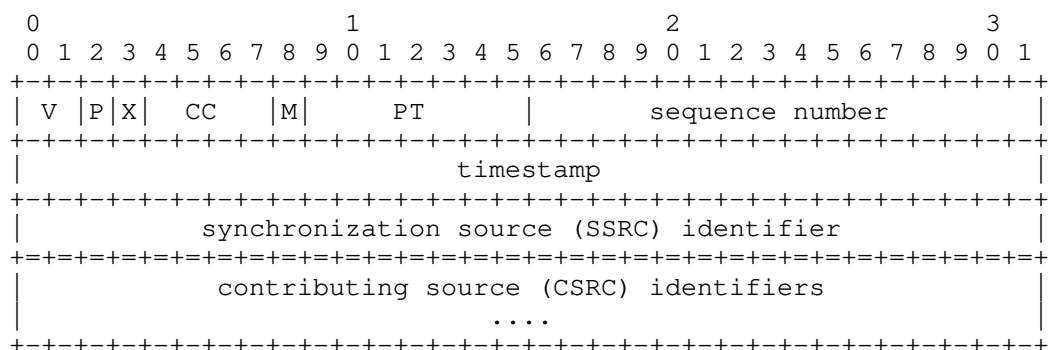 0                   1                   2                   3
 0 1 2 3 4 5 6 7 8 9 0 1 2 3 4 5 6 7 8 9 0 1 2 3 4 5 6 7 8 9 0 1
+-+-+-+-+-+-+-+-+-+-+-+-+-+-+-+-+-+-+-+-+-+-+-+-+-+-+-+-+-+-+-+-+
| V |P|X|  CC   |M|     PT      |       sequence number         |
+-+-+-+-+-+-+-+-+-+-+-+-+-+-+-+-+-+-+-+-+-+-+-+-+-+-+-+-+-+-+-+-+
|                           timestamp                           |
+-+-+-+-+-+-+-+-+-+-+-+-+-+-+-+-+-+-+-+-+-+-+-+-+-+-+-+-+-+-+-+-+
|           synchronization source (SSRC) identifier            |
+=+=+=+=+=+=+=+=+=+=+=+=+=+=+=+=+=+=+=+=+=+=+=+=+=+=+=+=+=+=+=+=+
|            contributing source (CSRC) identifiers             |
|                             ....                              |
+-+-+-+-+-+-+-+-+-+-+-+-+-+-+-+-+-+-+-+-+-+-+-+-+-+-+-+-+-+-+-+-+